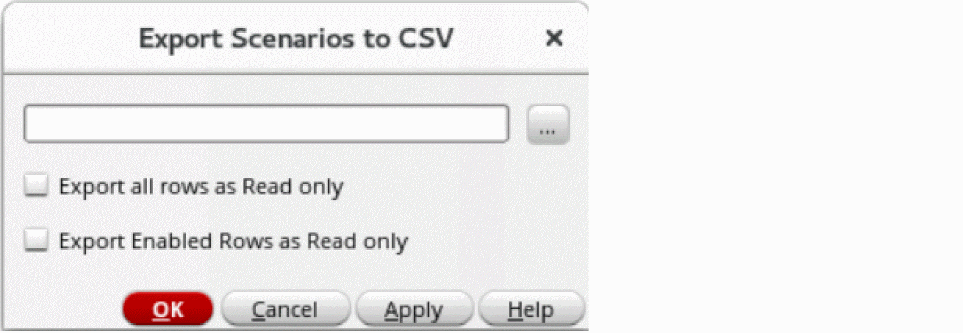 Export Scenarios to CSV
...
Export all rows as Read only
Export Enabled Rows as Read only
OK Cancel Apply Help